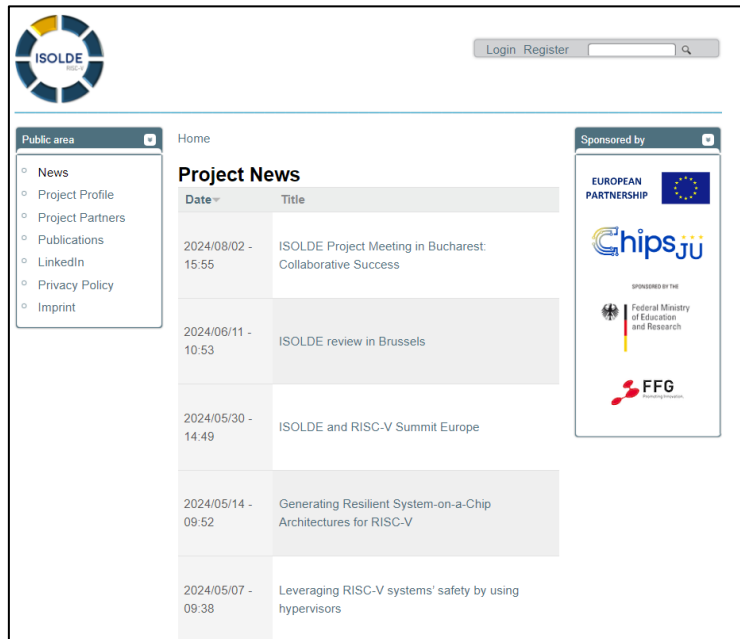 ISOLDE
RISC-V
Login Register
Public area
News
Project Profile
Project Partners
Publications
LinkedIn
Privacy Policy
Imprint
Home
Project News
Date Title
2024/08/02 -
15:55
ISOLDE Project Meeting in Bucharest:
Collaborative Success
2024/06/11 -
10:53
ISOLDE review in Brussels
2024/05/30 -
14:49
ISOLDE and RISC-V Summit Europe
2024/05/14 -
09:52
Generating Resilient System-on-a-Chip
Architectures for RISC-V
2024/05/07 -
09:38
Leveraging RISC-V systems' safety by using
hypervisors
Sponsored by
EUROPEAN
PARTNERSHIP
Chips JU
SPONSORED BY THE
Federal Ministry
of Education
and Research
FFG
Promoting Innovation.